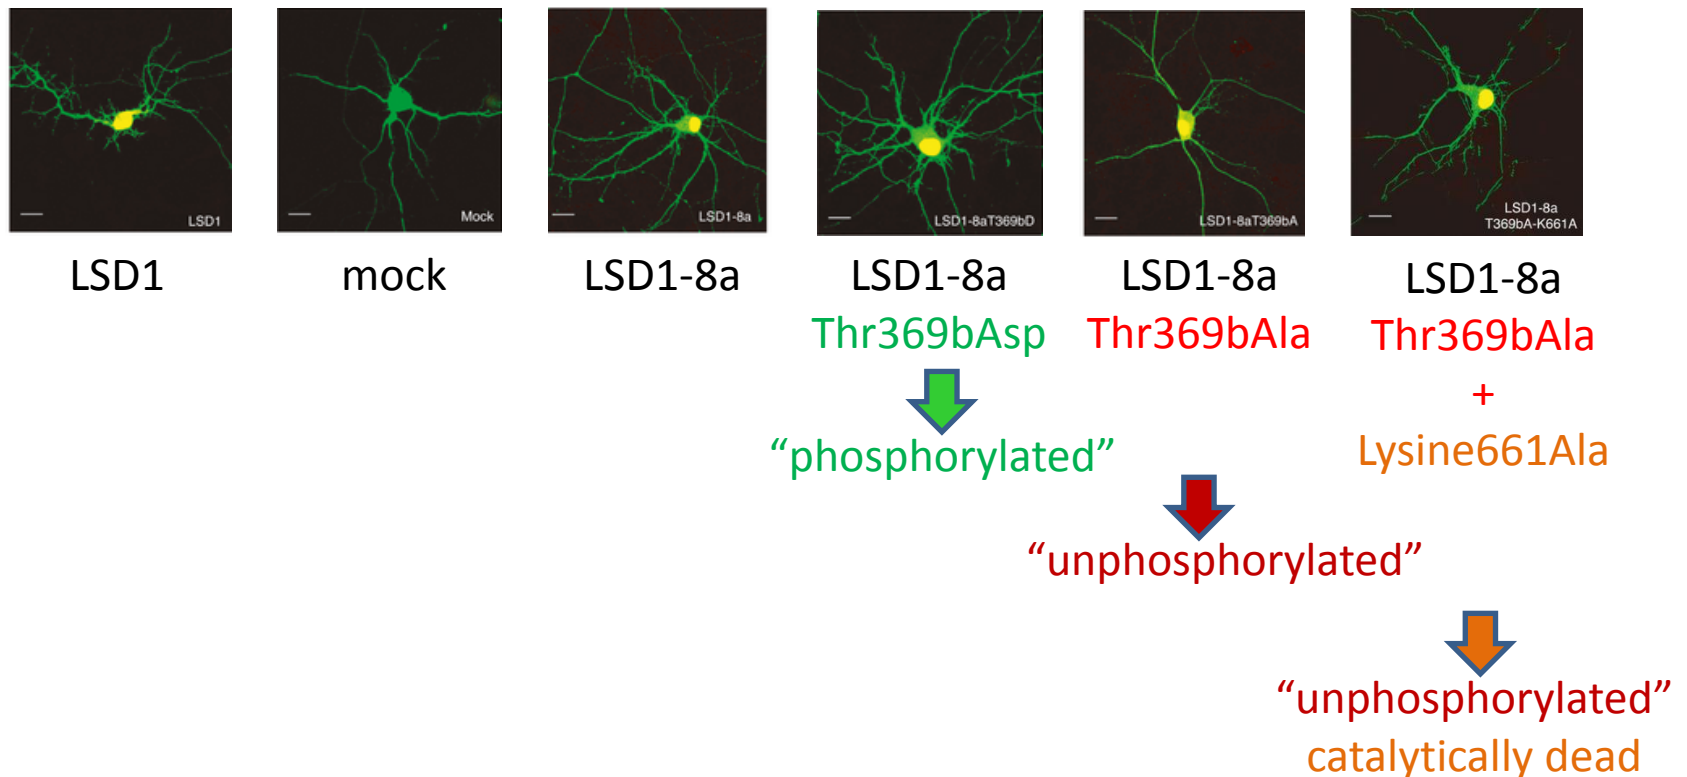 LSD1
Mock
LSD1-8a
LSD1-8aT369bD
LSD1-8aT369bA
LSD1-8a
T369bA-K661A
LSD1
mock
LSD1-8a
LSD1-8a
Thr369bAsp
“phosphorylated”
LSD1-8a
Thr369bAla
“unphosphorylated”
LSD1-8a
Thr369bAla
+
Lysine661Ala
“unphosphorylated”
catalytically dead